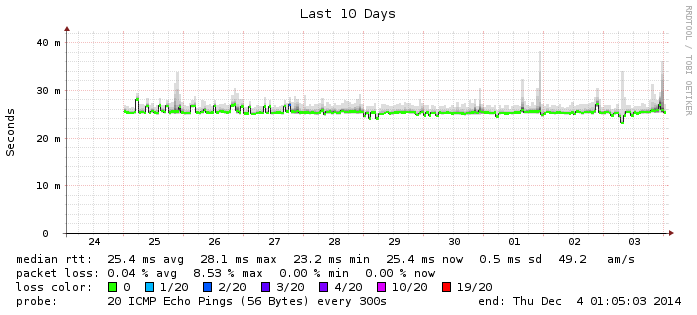 Last 10 Days
RRDTOOL / TOBI OETIKER
Seconds
40 m
30 m
20 m
10 m
0
24 25 26 27 28 29 30 01 02 03
median rtt: 25.4 ms avg 28.1 ms max 23.2 ms min 25.4 ms now 0.5 ms sd 49.2 am/s
packet loss: 0.04 % avg 8.53 % max 0.00 % min 0.00 % now
loss color: 0 1/20 2/20 3/20 4/20 10/20 19/20
probe: 20 ICMP Echo Pings (56 Bytes) every 300s end: Thu Dec 4 01:05:03 2014